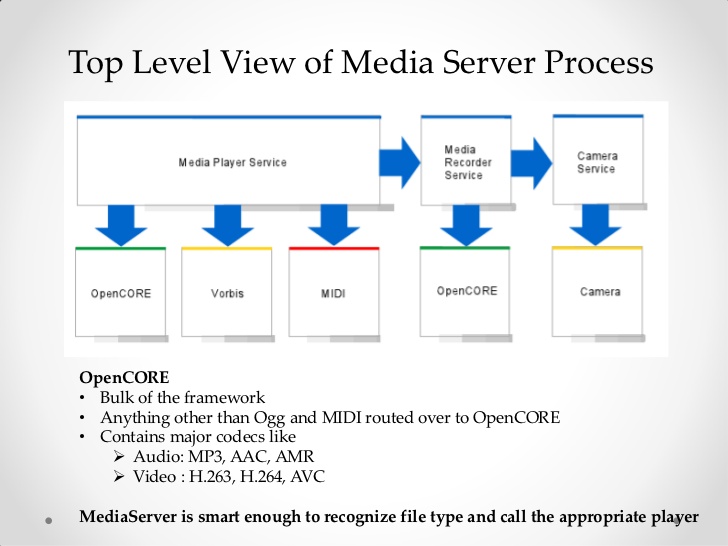 Top Level View of Media Server Process
Media Player Service
Media
Recorder
Service
Camera
Service
OpenCORE
Vorbis
MIDI
OpenCORE
Camera
OpenCORE
• Bulk of the framework
• Anything other than Ogg and MIDI routed over to OpenCORE
• Contains major codecs like
➢ Audio: MP3, AAC, AMR
➢ Video : H.263, H.264, AVC
MediaServer is smart enough to recognize file type and call the appropriate player